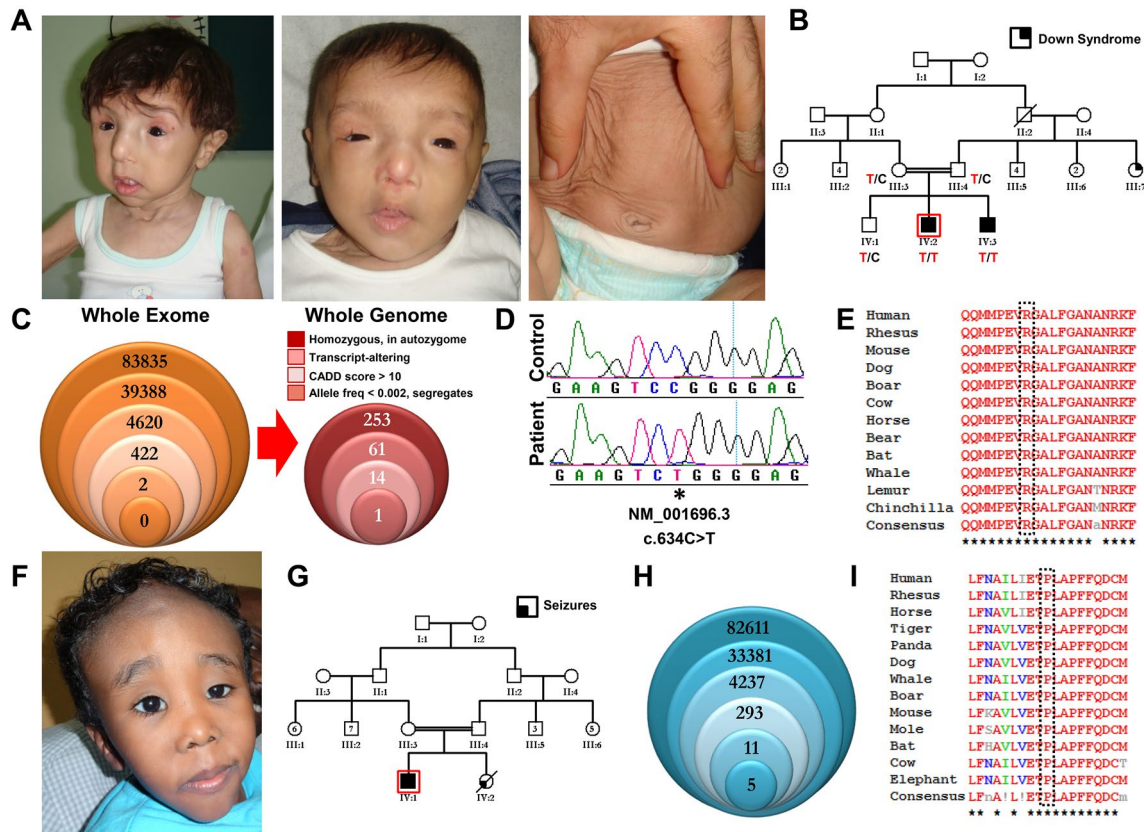 A
B
Down Syndrome
I:1
I:2
II:3
II:1
II:2
II:4
2
4
4
2
III:1
III:2
III:3
III:4
III:5
III:6
III:7
T/C
T/C
IV:1
IV:2
IV:3
T/C
T/T
T/T
C
Whole Exome
83835
39388
4620
422
2
0
Whole Genome
Homozygous, in autozygome
Transcript-altering
CADD score > 10
Allele freq < 0.002, segregates
253
61
14
1
D
Control
G A A G T C C G G G G A G
Patient
G A A G T C T G G G G A G
*
NM_001696.3
c.634C>T
E
Human QQMMPEVRGALFGANANRKF
Rhesus QQMMPEVRGALFGANANRKF
Mouse QQMMPEVRGALFGANANRKF
Dog QQMMPEVRGALFGANANRKF
Boar QQMMPEVRGALFGANANRKF
Cow QQMMPEVRGALFGANANRKF
Horse QQMMPEVRGALFGANANRKF
Bear QQMMPEVRGALFGANANRKF
Bat QQMMPEVRGALFGANANRKF
Whale QQMMPEVRGALFGANANRKF
Lemur QQMMPEVRGALFGANTNRKF
Chinchilla QQMMPEVRGALFGANMNRKF
Consensus QQMMPEVRGALFGANaNRKF
*************** ****
F
G
Seizures
I:1
I:2
II:3
II:1
II:2
II:4
6
7
3
5
III:1
III:2
III:3
III:4
III:5
III:6
IV:1
IV:2
H
82611
33381
4237
293
11
5
I
Human LFNAILIETPLAPFFQDCM
Rhesus LFNAILIETPLAPFFQDCM
Horse LFNAVLIETPLAPFFQDCM
Tiger LFNAVLVETPLAPFFQDCM
Panda LFNAVLVETPLAPFFQDCM
Dog LFNAVLVETPLAPFFQDCM
Whale LFNAILVETPLAPFFQDCM
Boar LFNAILVETPLAPFFQDCM
Mouse LFKAVLVETPLAPFFQDCM
Mole LFSAVLVETPLAPFFQDCM
Bat LFHAVLVETPLAPFFQDCM
Cow LFNAILVETPLAPFFQDCT
Elephant LFNAILVETPLAPFFQDCM
Consensus LFnA!L!ETPLAPFFQDCm
** * * ***********